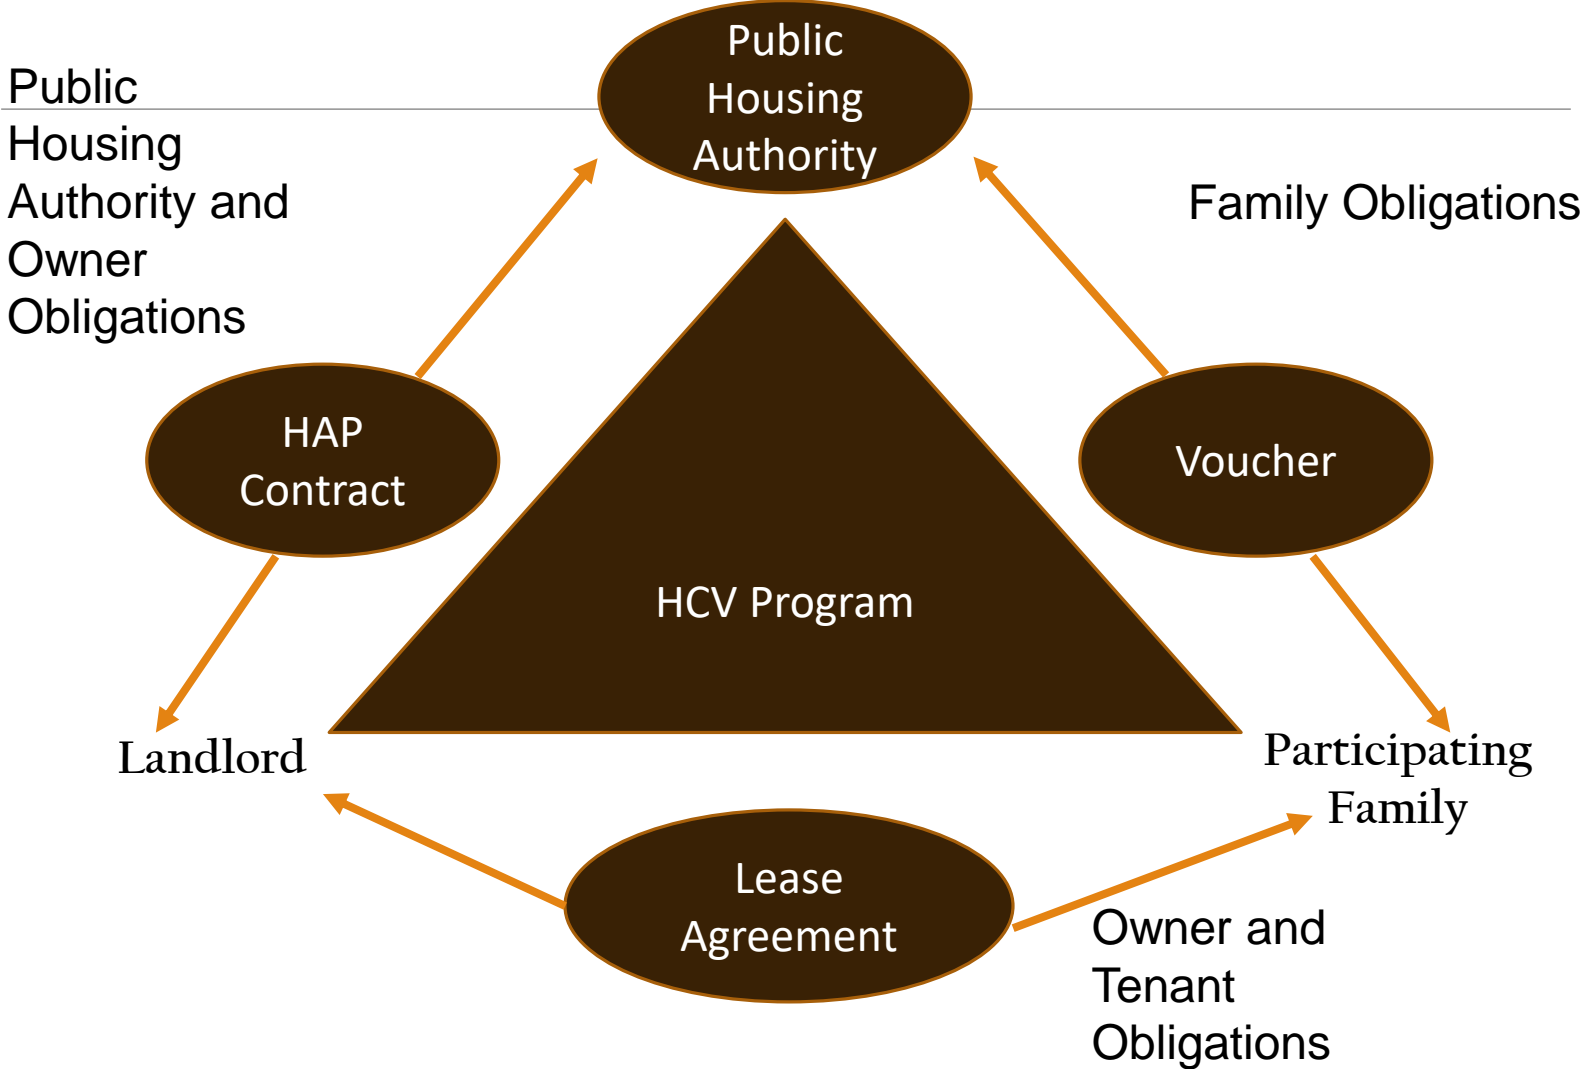 Public
Housing
Authority
Public
Housing
Authority and
Owner
Obligations
Family Obligations
HAP
Contract
Voucher
HCV Program
Landlord
Participating
Family
Lease
Agreement
Owner and
Tenant
Obligations